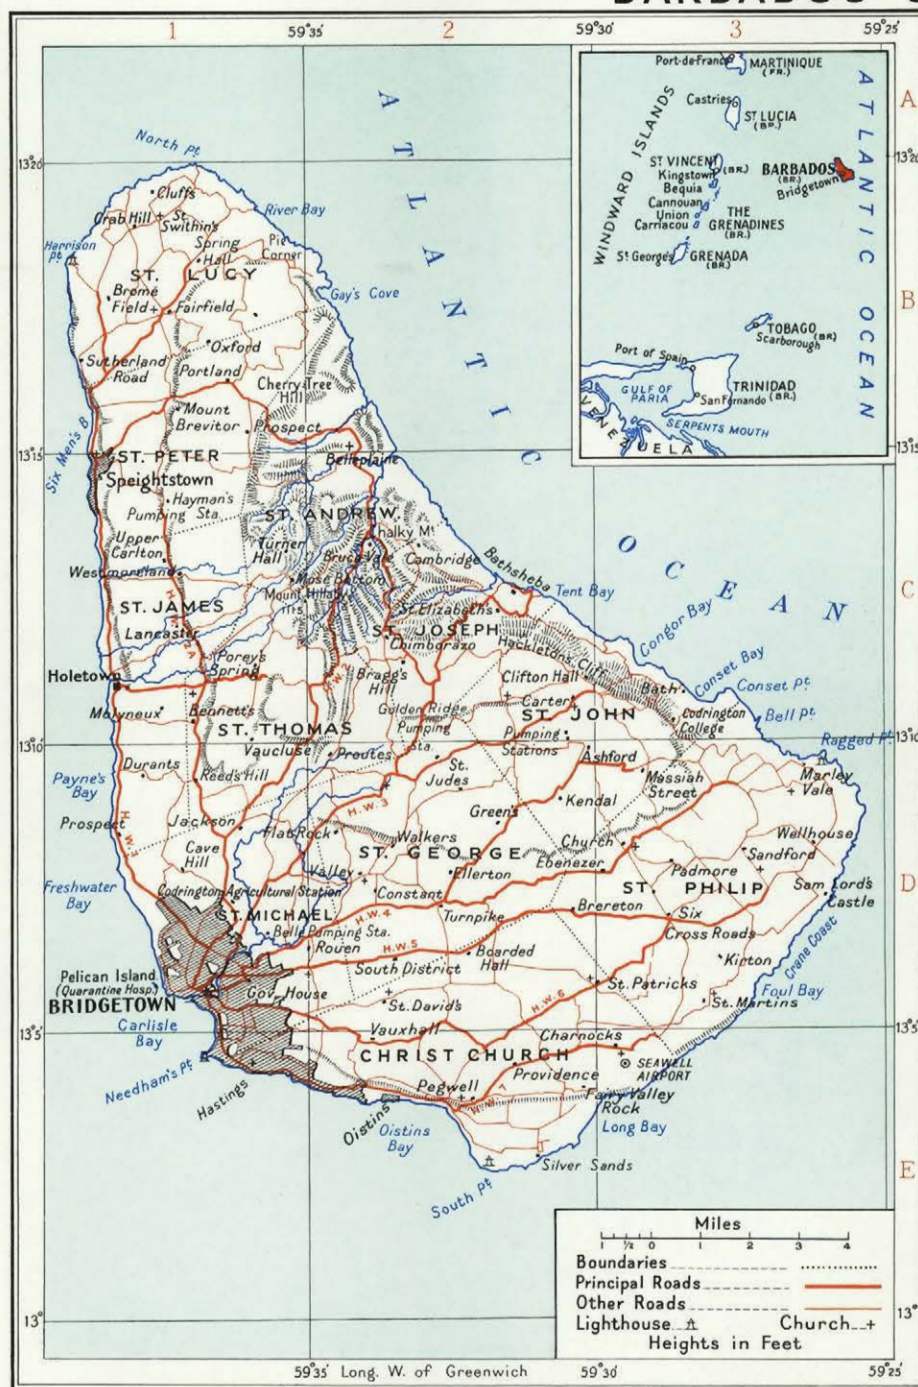 BARBADOS
1
59°35'
2
59°30'
3
59°25'
A
13°20'
B
13°15'
C
13°10'
D
13°5'
E
13°
ATLANTIC
OCEAN
Port-de-France
MARTINIQUE
(FR.)
Castries
ST LUCIA
(BR.)
WINDWARD ISLANDS
ATLANTIC OCEAN
ST VINCENT
(BR.)
Kingstown
Bequia
Cannouan
Union
Carriacou
THE
GRENADINES
(BR.)
St George's
GRENADA
(BR.)
BARBADOS
(BR.)
Bridgetown
TOBAGO
(BR)
Scarborough
Port of Spain
GULF OF
PARIA
San Fernando
TRINIDAD
(BR.)
SERPENTS MOUTH
VENEZUELA
North Pt.
Cluffs
Crab Hill
St.
Swithin's
River Bay
Harrison
Pt.
Spring
Hall
Pie
Corner
ST. LUCY
Brome
Field
Fairfield
Gay's Cove
Oxford
Sutherland
Road
Portland
Cherry Tree
Hill
Mount
Brevitor
Prospect
Six Men's B
Belleplaine
ST. PETER
Speightstown
Hayman's
Pumping Sta.
ST. ANDREW
Turner
Hall
Chalky Mt.
Bruce Vale
Cambridge
Upper
Carlton
Westmoreland
Mose Bottom
Mount Hillaby
Bathsheba
Tent Bay
ST. JAMES
H.W. 2A
Lancaster
St. Elizabeths
ST. JOSEPH
Chimborazo
Hackletons Cliff
Congor Bay
Porey's
Spring
H.W. 2
Bragg's
Hill
Clifton Hall
Bath
Conset Bay
Conset Pt.
Holetown
Molyneux
Bennett's
ST. THOMAS
Vaucluse
Golden Ridge
Pumping
Sta.
Carter
ST. JOHN
Pumping
Stations
Codrington
College
Bell Pt.
Ragged Pt.
Proutes
St.
Judes
Ashford
Massiah
Street
Marley
Vale
Durants
Reed's Hill
Payne's
Bay
H.W. 3
Greens
Kendal
Prospect
H.W. 1
Jackson
Flat Rock
Walkers
ST. GEORGE
Church
Wellhouse
Cave
Hill
Valley
Ellerton
Ebenezer
Padmore
Sandford
Freshwater
Bay
Codrington Agricultural Station
Constant
ST. PHILIP
Sam Lord's
Castle
ST. MICHAEL
H.W. 4
Turnpike
Brereton
Six
Cross Roads
Belle Pumping Sta.
Rouen
H.W. 5
Boarded
Hall
Crane Coast
Pelican Island
(Quarantine Hosp.)
South District
Kirton
BRIDGETOWN
Gov. House
St. David's
H.W. 6
St. Patricks
St. Martins
Foul Bay
Carlisle
Bay
Vauxhall
Charnocks
CHRIST CHURCH
SEAWELL
AIRPORT
Needham's Pt.
Hastings
Pegwell
Providence
Fairy Valley
Rock
H.W. 7
Oistins
Oistins
Bay
Long Bay
Silver Sands
South Pt.
Miles
1 ½ 0 1 2 3 4
Boundaries
Principal Roads
Other Roads
Lighthouse Church
Heights in Feet
59°35' Long. W. of Greenwich 59°30' 59°25'